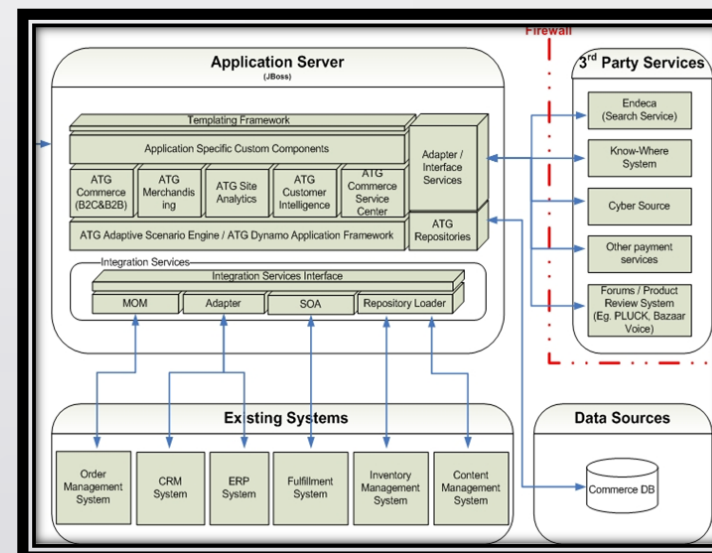 Firewall
Application Server
(JBoss)
Templating Framework
Application Specific Custom Components
ATG
Commerce
(B2C&B2B)
ATG
Merchandis
ing
ATG Site
Analytics
ATG
Customer
Intelligence
ATG
Commerce
Service
Center
Adapter /
Interface
Services
ATG Adaptive Scenario Engine / ATG Dynamo Application Framework
ATG
Repositories
Integration Services
Integration Services Interface
MOM
Adapter
SOA
Repository Loader
3rd Party Services
Endeca
(Search Service)
Know-Where
System
Cyber Source
Other payment
services
Forums / Product
Review System
(Eg. PLUCK, Bazaar
Voice)
Existing Systems
Order
Management
System
CRM
System
ERP
System
Fulfillment
System
Inventory
Management
System
Content
Management
System
Data Sources
Commerce DB